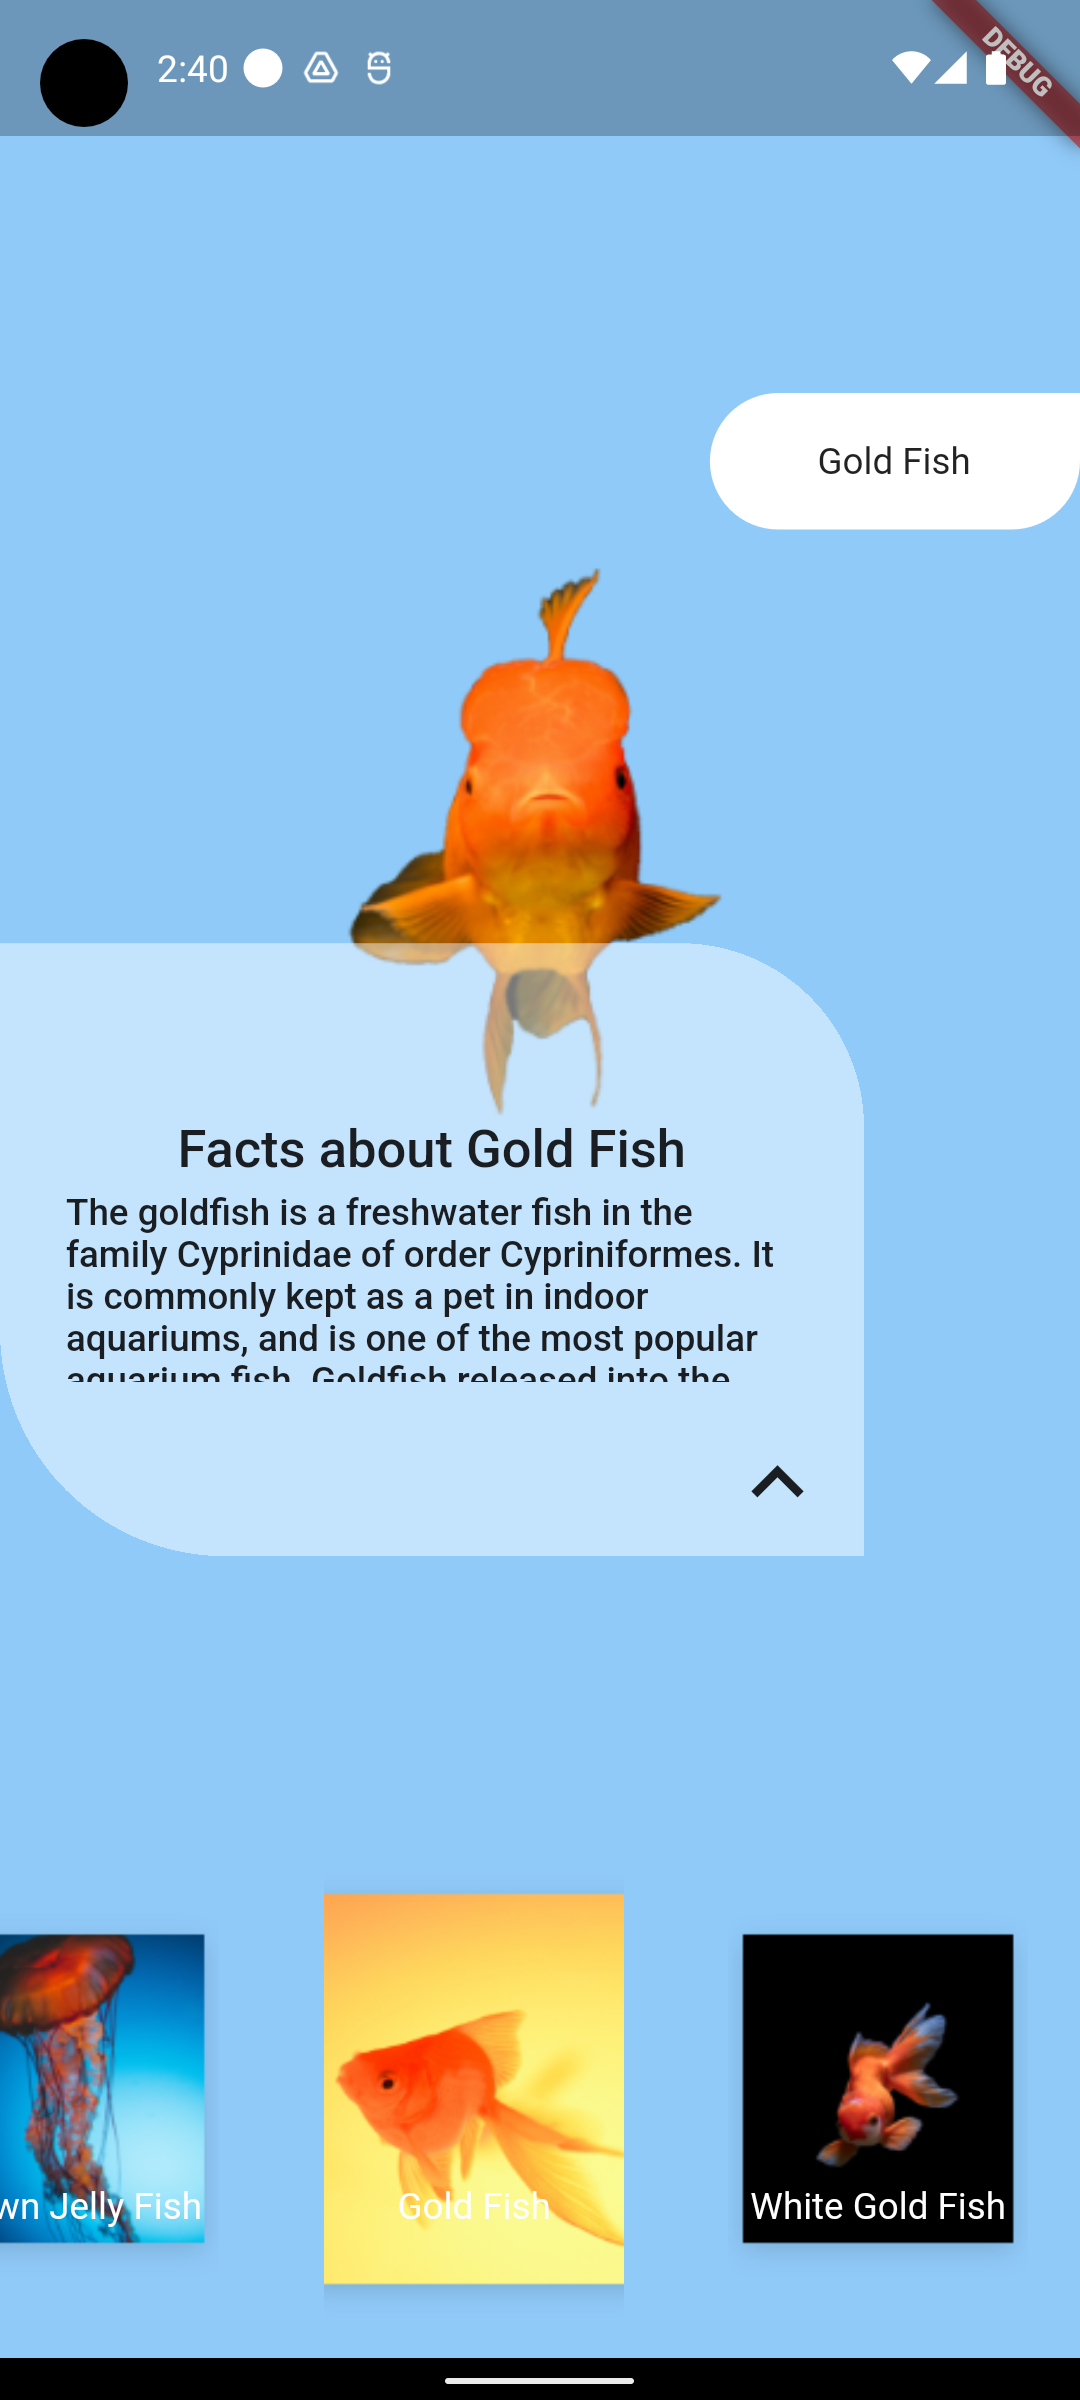 2:40
DEBUG
Gold Fish
Facts about Gold Fish
The goldfish is a freshwater fish in the
family Cyprinidae of order Cypriniformes. It
is commonly kept as a pet in indoor
aquariums, and is one of the most popular
aquarium fish. Goldfish released into the
wn Jelly Fish
Gold Fish
White Gold Fish